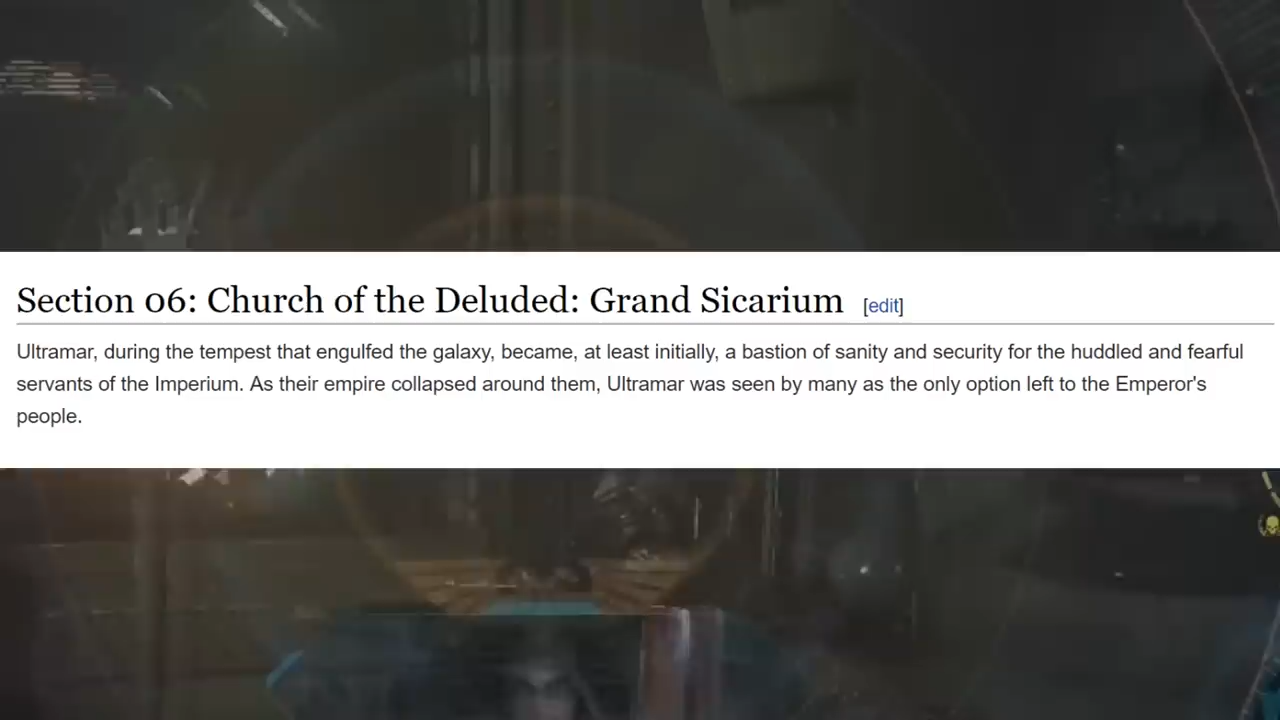 Section 06: Church of the Deluded: Grand Sicarium [edit]
Ultramar, during the tempest that engulfed the galaxy, became, at least initially, a bastion of sanity and security for the huddled and fearful
servants of the Imperium. As their empire collapsed around them, Ultramar was seen by many as the only option left to the Emperor's
people.